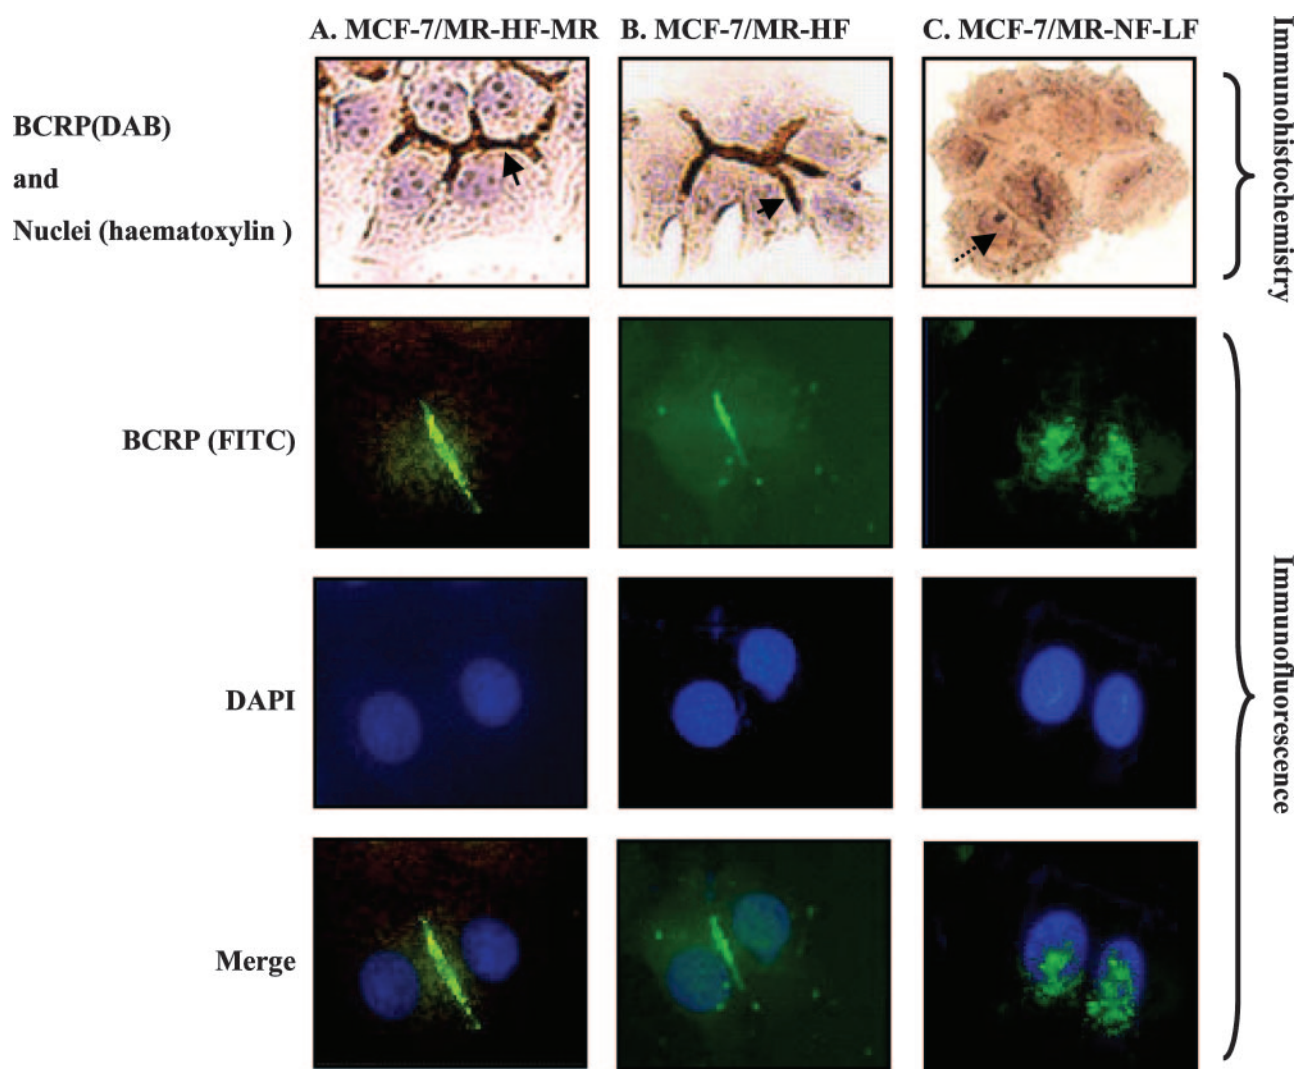 A. MCF-7/MR-HF-MR
B. MCF-7/MR-HF
C. MCF-7/MR-NF-LF
BCRP(DAB)
and
Nuclei (haematoxylin )
Immunohistochemistry
BCRP (FITC)
DAPI
Merge
Immunofluorescence